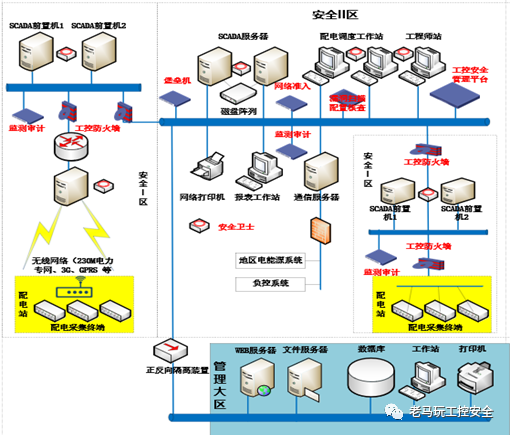 SCADA前置机1
SCADA前置机2
安全II区
SCADA服务器
配电调度工作站
工程师站
堡垒机
网络准入
工控安全
管理平台
磁盘阵列
配置核查
监测审计
工控防火墙
监测审计
工控防火墙
安全I区
安全I区
网络打印机
报表工作站
通信服务器
SCADA前置
机1
SCADA前置机
2
安全卫士
无线网络（230M电力
专网、3G、GPRS 等
地区电能源系统
负控系统
监测审计
工控防火墙
配电站
配电采集终端
配电站
配电采集终端
正反向隔离装置
管理大区
WEB服务器
文件服务器
数据库
工作站
打印机
老马玩工控安全